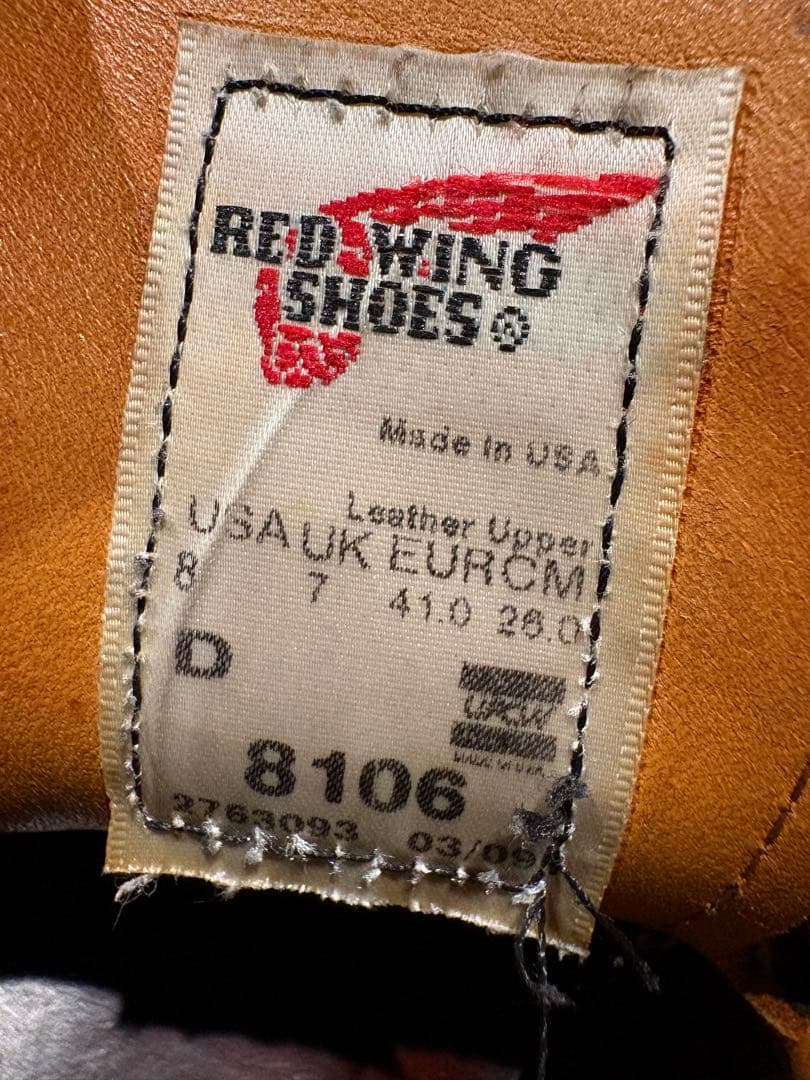 RED WING
SHOES ®
Made In USA
Leather Upper
USA UK EUR CM
8 7 41.0 26.0
D
8106
2763093 03/09